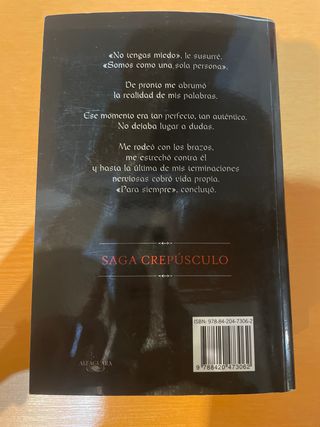 «No tengas miedo», le susurré.
«Somos como una sola persona».
De pronto me abrumó
la realidad de mis palabras.
Ese momento era tan perfecto, tan auténtico.
No dejaba lugar a dudas.
Me rodeó con los brazos,
me estrechó contra él
y hasta la última de mis terminaciones
nerviosas cobró vida propia.
«Para siempre», concluyó.
SAGA CREPÚSCULO
ISBN: 978-84-204-7306-2
9 788420 473062
ALFAGUARA